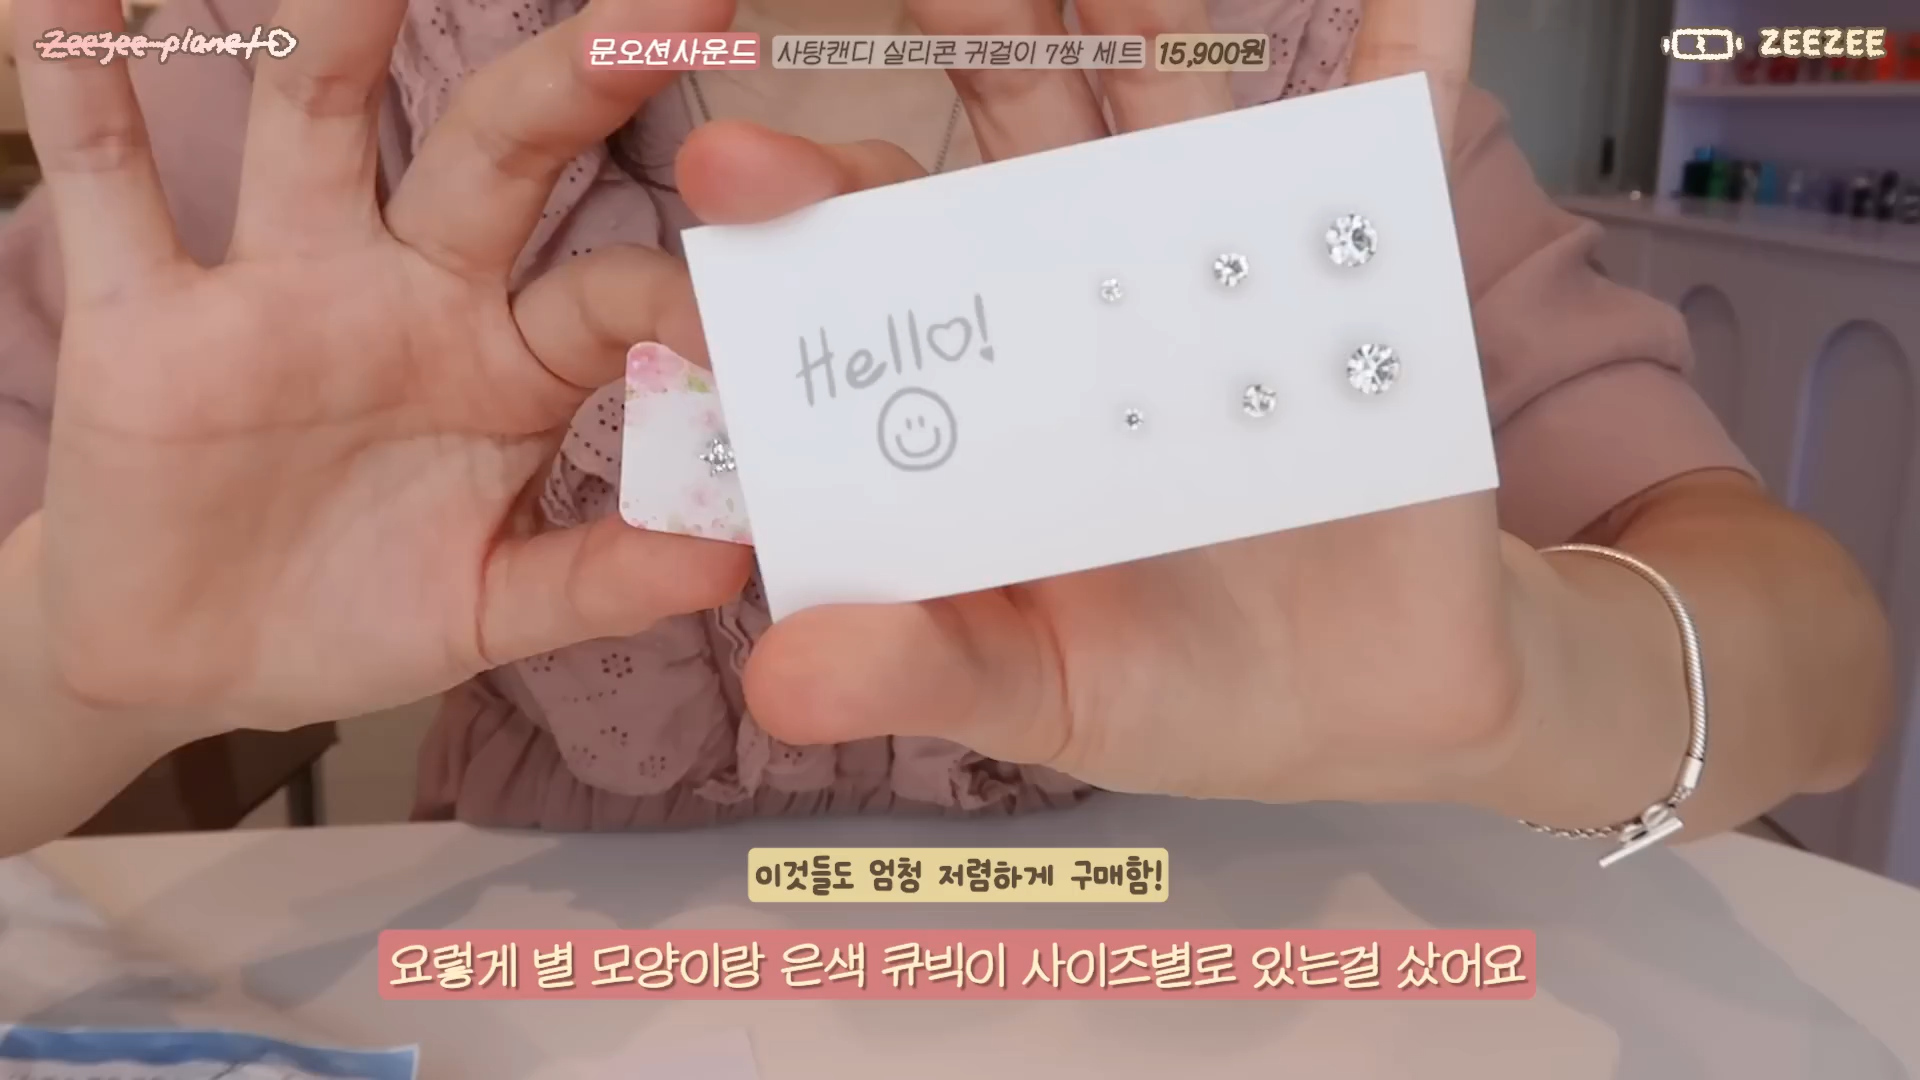 zeezee planet
문오션사운드 사탕캔디 실리콘 귀걸이 7쌍 세트 15,900원
ZEEZEE
Hello!
이것들도 엄청 저렴하게 구매함!
요렇게 별 모양이랑 은색 큐빅이 사이즈별로 있는걸 샀어요